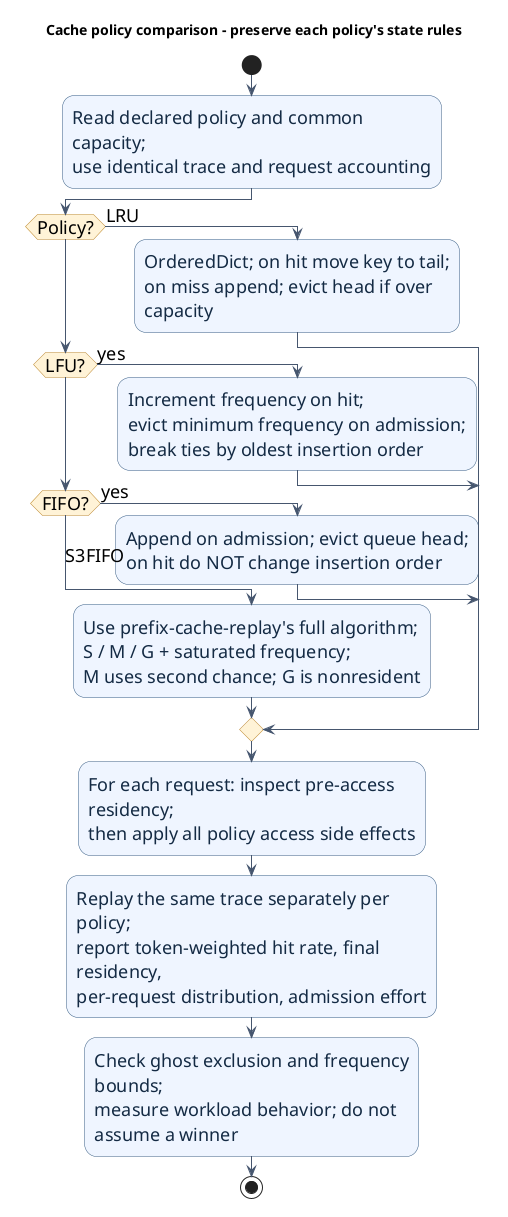 Cache policy comparison - preserve each policy's state rules
Read declared policy and common
capacity;
use identical trace and request accounting
Policy?
LRU
OrderedDict; on hit move key to tail;
on miss append; evict head if over
capacity
LFU?
yes
Increment frequency on hit;
evict minimum frequency on admission;
break ties by oldest insertion order
FIFO?
yes
Append on admission; evict queue head;
on hit do NOT change insertion order
S3FIFO
Use prefix-cache-replay's full algorithm;
S / M / G + saturated frequency;
M uses second chance; G is nonresident
For each request: inspect pre-access
residency;
then apply all policy access side effects
Replay the same trace separately per
policy;
report token-weighted hit rate, final
residency,
per-request distribution, admission effort
Check ghost exclusion and frequency
bounds;
measure workload behavior; do not
assume a winner